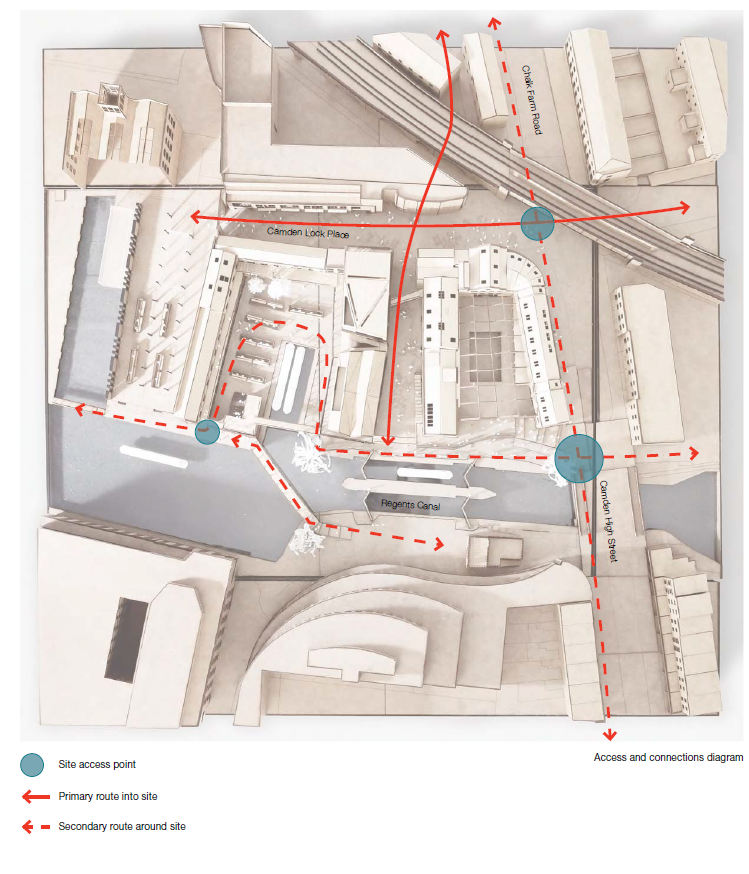 Chalk Farm Road
Camden Lock Place
Regents Canal
Camden High Street
Access and connections diagram
Site access point
Primary route into site
Secondary route around site